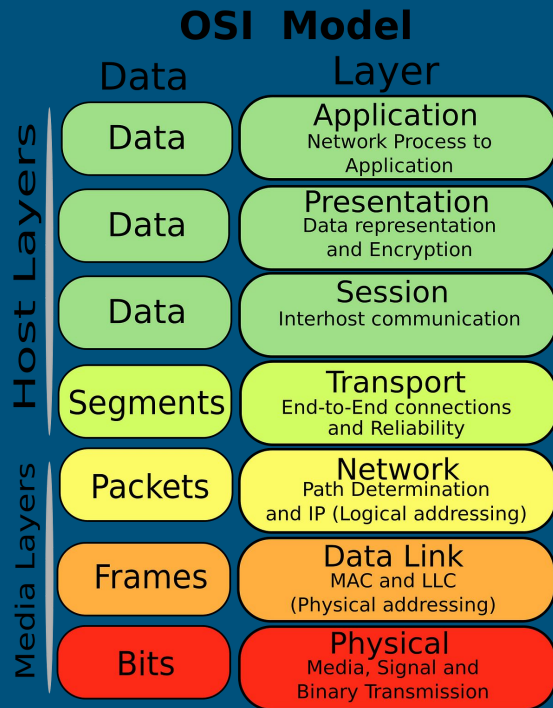 OSI Model
Data
Layer
Host Layers
Data
Application
Network Process to
Application
Data
Presentation
Data representation
and Encryption
Data
Session
Interhost communication
Segments
Transport
End-to-End connections
and Reliability
Media Layers
Packets
Network
Path Determination
and IP (Logical addressing)
Frames
Data Link
MAC and LLC
(Physical addressing)
Bits
Physical
Media, Signal and
Binary Transmission